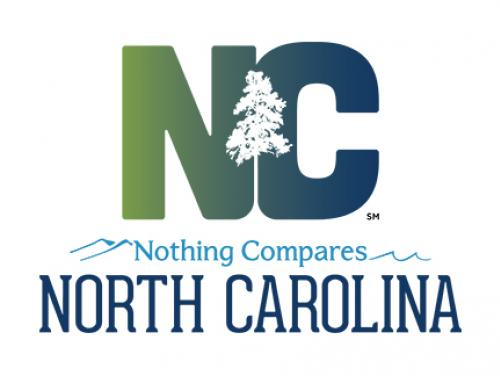 NC
SM
Nothing Compares
NORTH CAROLINA